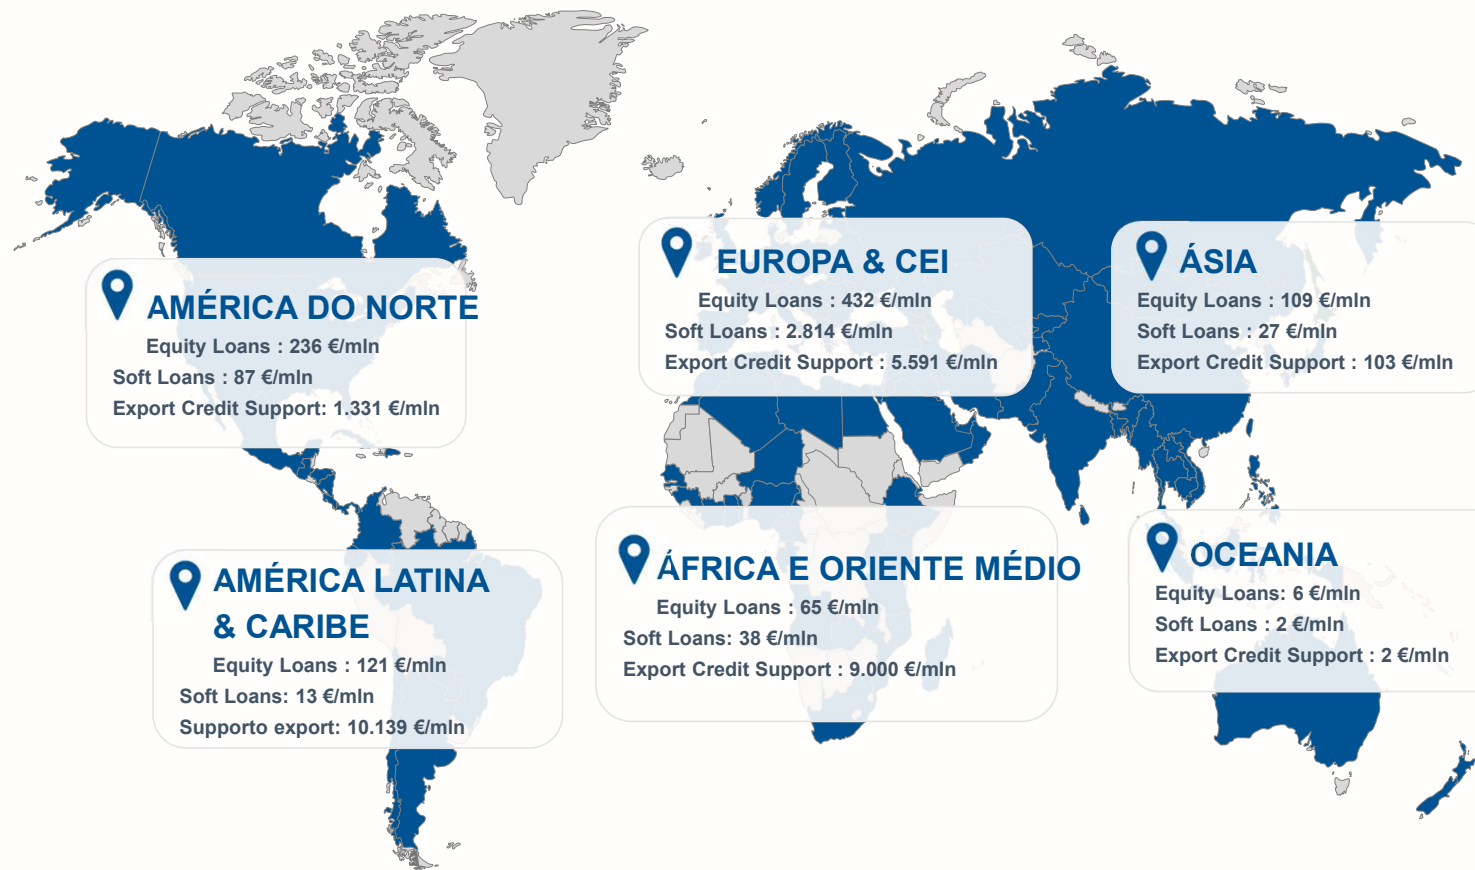 AMÉRICA DO NORTE
Equity Loans : 236 €/mln
Soft Loans : 87 €/mln
Export Credit Support: 1.331 €/mln
EUROPA & CEI
Equity Loans : 432 €/mln
Soft Loans : 2.814 €/mln
Export Credit Support : 5.591 €/mln
ÁSIA
Equity Loans : 109 €/mln
Soft Loans : 27 €/mln
Export Credit Support : 103 €/mln
AMÉRICA LATINA
& CARIBE
Equity Loans : 121 €/mln
Soft Loans: 13 €/mln
Supporto export: 10.139 €/mln
ÁFRICA E ORIENTE MÉDIO
Equity Loans : 65 €/mln
Soft Loans: 38 €/mln
Export Credit Support : 9.000 €/mln
OCEANIA
Equity Loans: 6 €/mln
Soft Loans : 2 €/mln
Export Credit Support : 2 €/mln